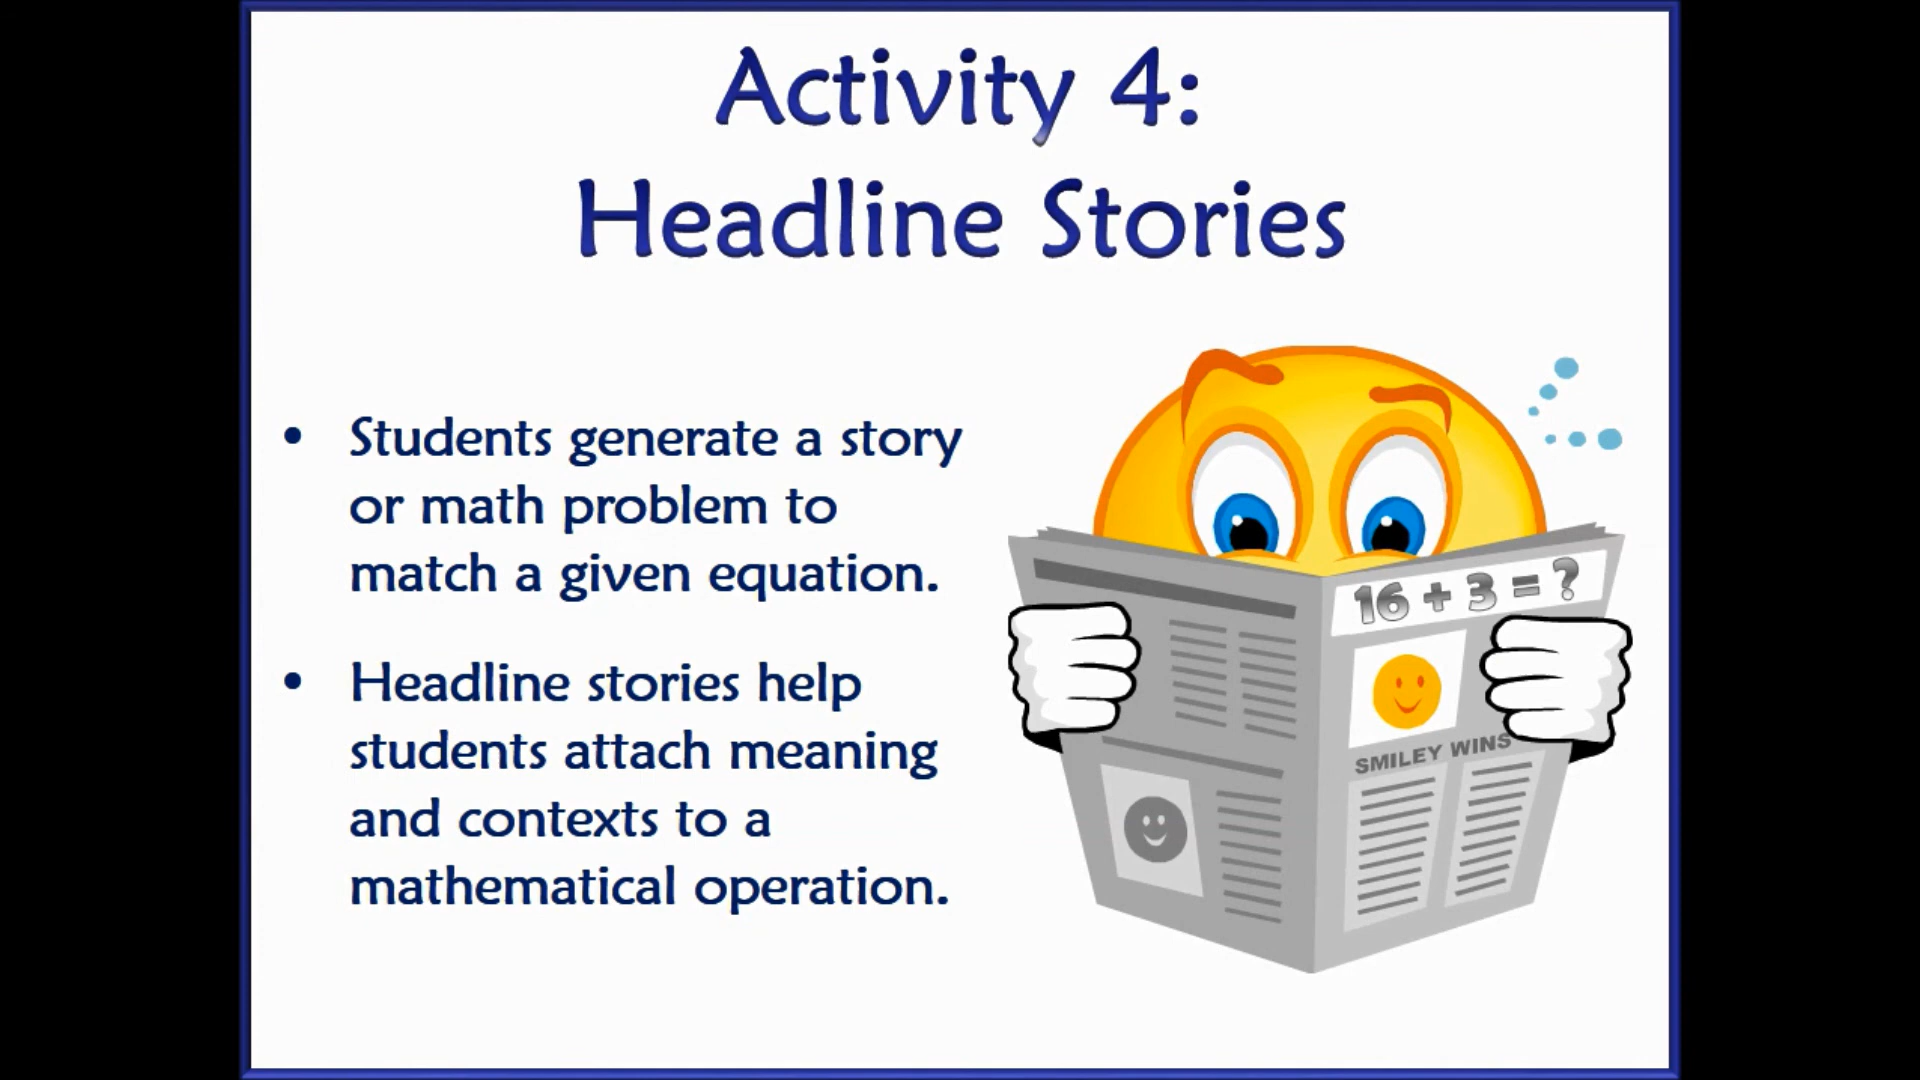 Activity 4:
Headline Stories
• Students generate a story
or math problem to
match a given equation.
• Headline stories help
students attach meaning
and contexts to a
mathematical operation.
16 + 3 = ?
SMILEY WINS